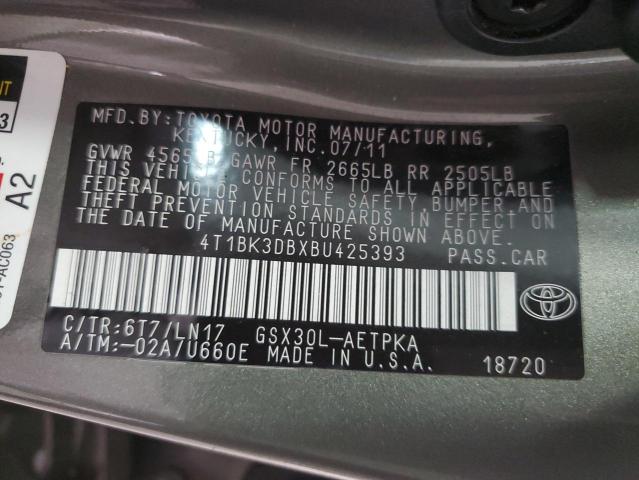 MFD.BY:TOYOTA MOTOR MANUFACTURING,
KENTUCKY, INC. 07/11
GVWR 4565LB GAWR FR 2665LB RR 2505LB
THIS VEHICLE CONFORMS TO ALL APPLICABLE
FEDERAL MOTOR VEHICLE SAFETY, BUMPER AND
THEFT PREVENTION STANDARDS IN EFFECT ON
THE DATE OF MANUFACTURE SHOWN ABOVE.
4T1BK3DBXBU425393 PASS.CAR
C/TR:6T7/LN17 GSX30L-AETPKA
A/TM:-02A/U660E MADE IN U.S.A.
18720
A2